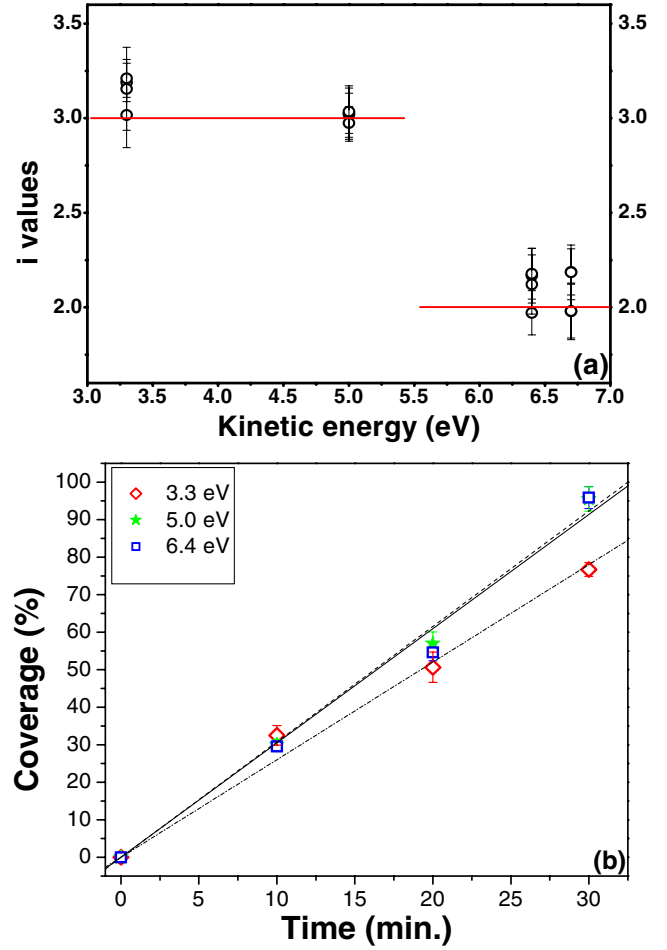 3.5
3.5
3.0
3.0
2.5
2.5
2.0
2.0
i values
(a)
3.0 3.5 4.0 4.5 5.0 5.5 6.0 6.5 7.0
Kinetic energy (eV)
100
90
80
70
60
50
40
30
20
10
0
Coverage (%)
3.3 eV
5.0 eV
6.4 eV
(b)
0 5 10 15 20 25 30
Time (min.)